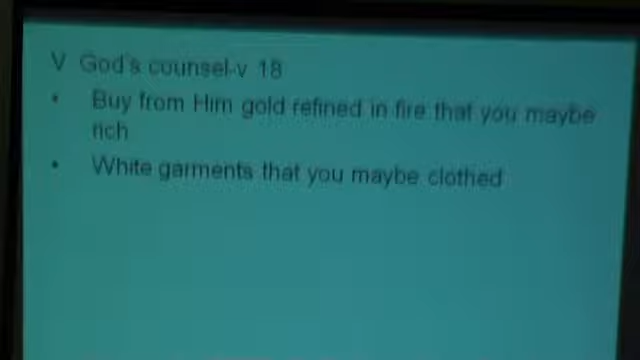 V God's counsel-v 18
• Buy from Him gold refined in fire that you maybe
rich
• White garments that you maybe clothed